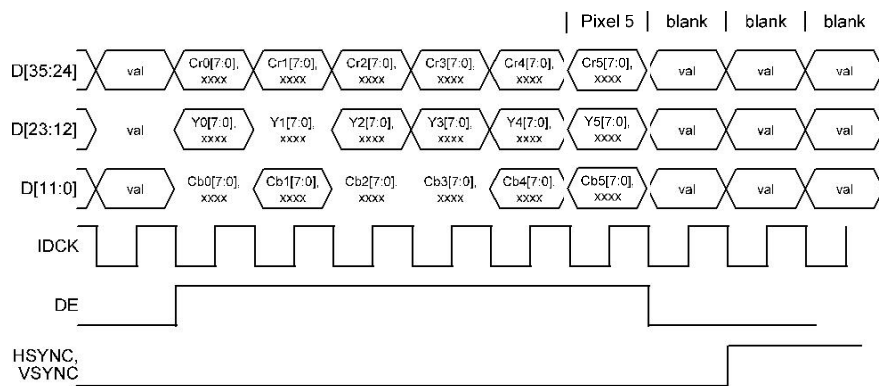 Pixel 5 blank blank blank
D[35:24] val Cr0[7:0], xxxx Cr1[7:0], xxxx Cr2[7:0], xxxx Cr3[7:0], xxxx Cr4[7:0], xxxx Cr5[7:0], xxxx val val val
D[23:12] val Y0[7:0], xxxx Y1[7:0], xxxx Y2[7:0], xxxx Y3[7:0], xxxx Y4[7:0], xxxx Y5[7:0], xxxx val val val
D[11:0] val Cb0[7:0], xxxx Cb1[7:0], xxxx Cb2[7:0]. xxxx Cb3[7:0], xxxx Cb4[7:0]. xxxx Cb5[7:0], xxxx val val val
IDCK
DE
HSYNC,
VSYNC